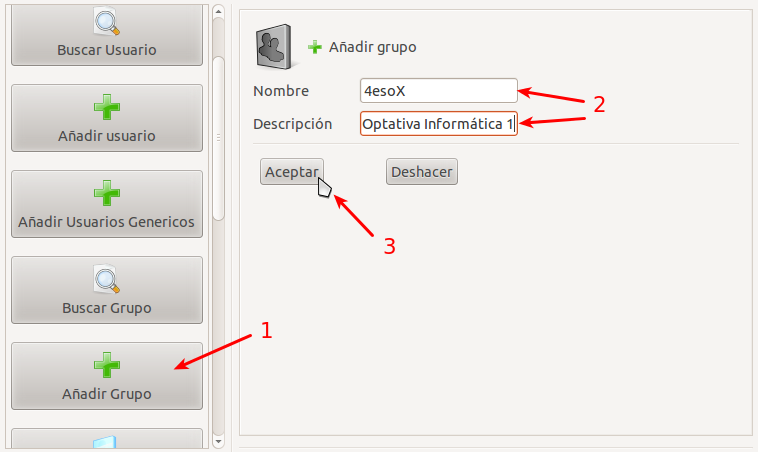 Buscar Usuario
Añadir usuario
Añadir Usuarios Genericos
Buscar Grupo
Añadir Grupo
1
Añadir grupo
Nombre 4esoX
Descripción Optativa Informática 1
2
Aceptar Deshacer
3